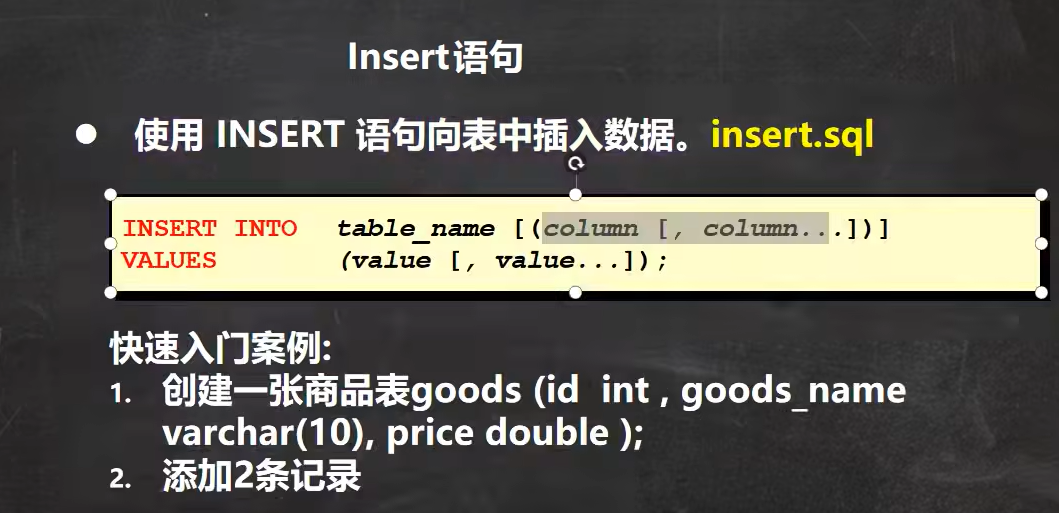 Insert语句
● 使用 INSERT 语句向表中插入数据。insert.sql
INSERT INTO table_name [(column [, column...])]
VALUES (value [, value...]);
快速入门案例:
1. 创建一张商品表goods (id int , goods_name
varchar(10), price double );
2. 添加2条记录